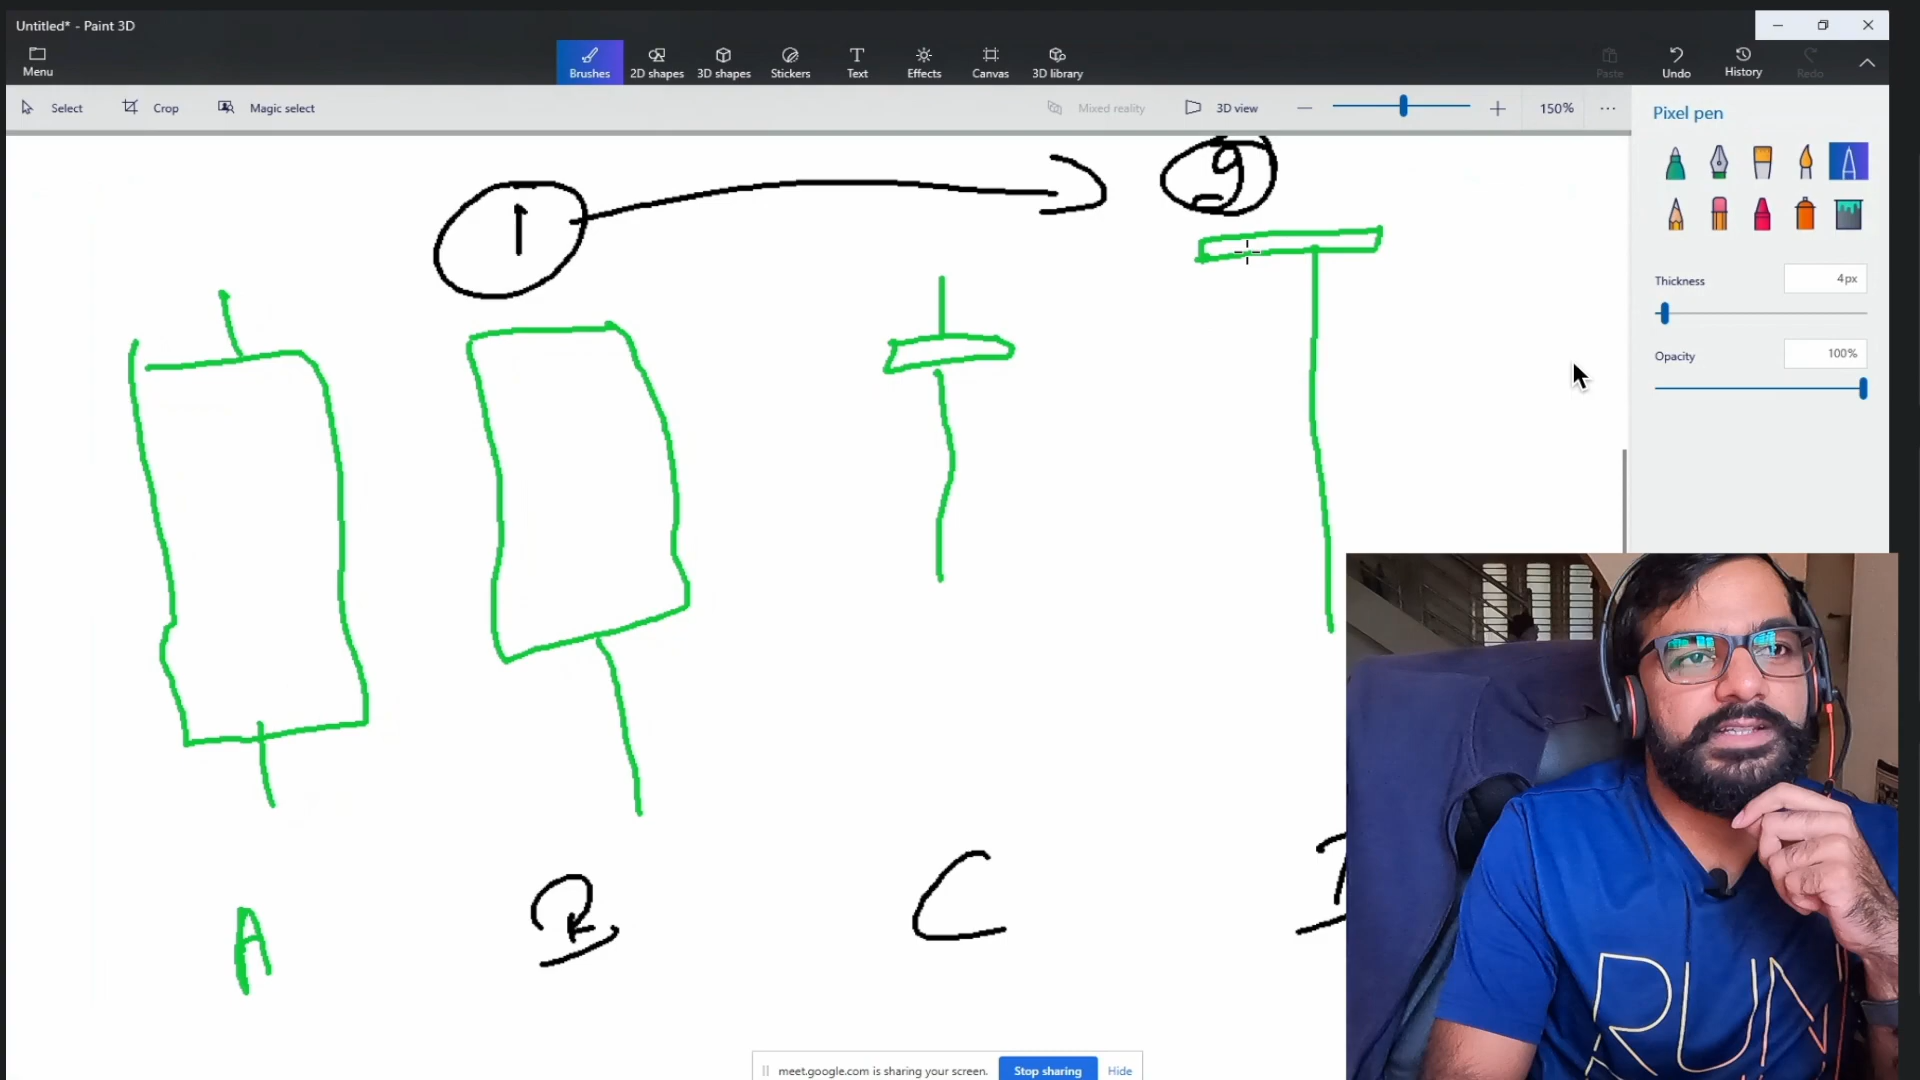 Untitled* - Paint 3D
Menu
Brushes
2D shapes
3D shapes
Stickers
Text
Effects
Canvas
3D library
Paste
Undo
History
Redo
Select
Crop
Magic select
Mixed reality
3D view
150%
Pixel pen
Thickness
4px
Opacity
100%
1
A
B
C
RUN
meet.google.com is sharing your screen.
Stop sharing
Hide